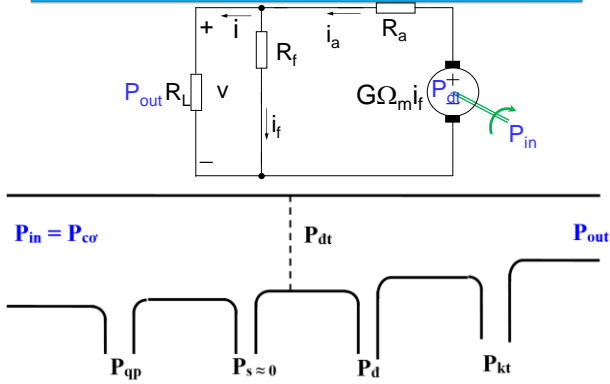 +
i
i_a
R_a
R_f
P_out R_L
v
GΩ_m i_f
+
P_dt
–
P_in
i_f
–
P_in = P_cơ
P_dt
P_out
P_qp
P_s ≈ 0
P_d
P_kt